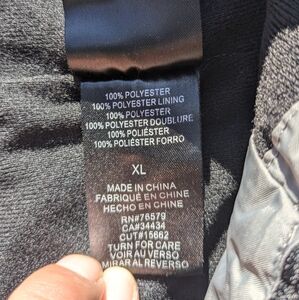 100% POLYESTER
100% POLYESTER LINING
100% POLYESTER
100% POLYESTER DOUBLURE
100% POLIÉSTER
100% POLIÉSTER FORRO
XL
MADE IN CHINA
FABRIQUÉ EN CHINE
HECHO EN CHINA
RN#76579
CA#34434
CUT#15662
TURN FOR CARE
VOIR AU VERSO
MIRAR AL REVERSO